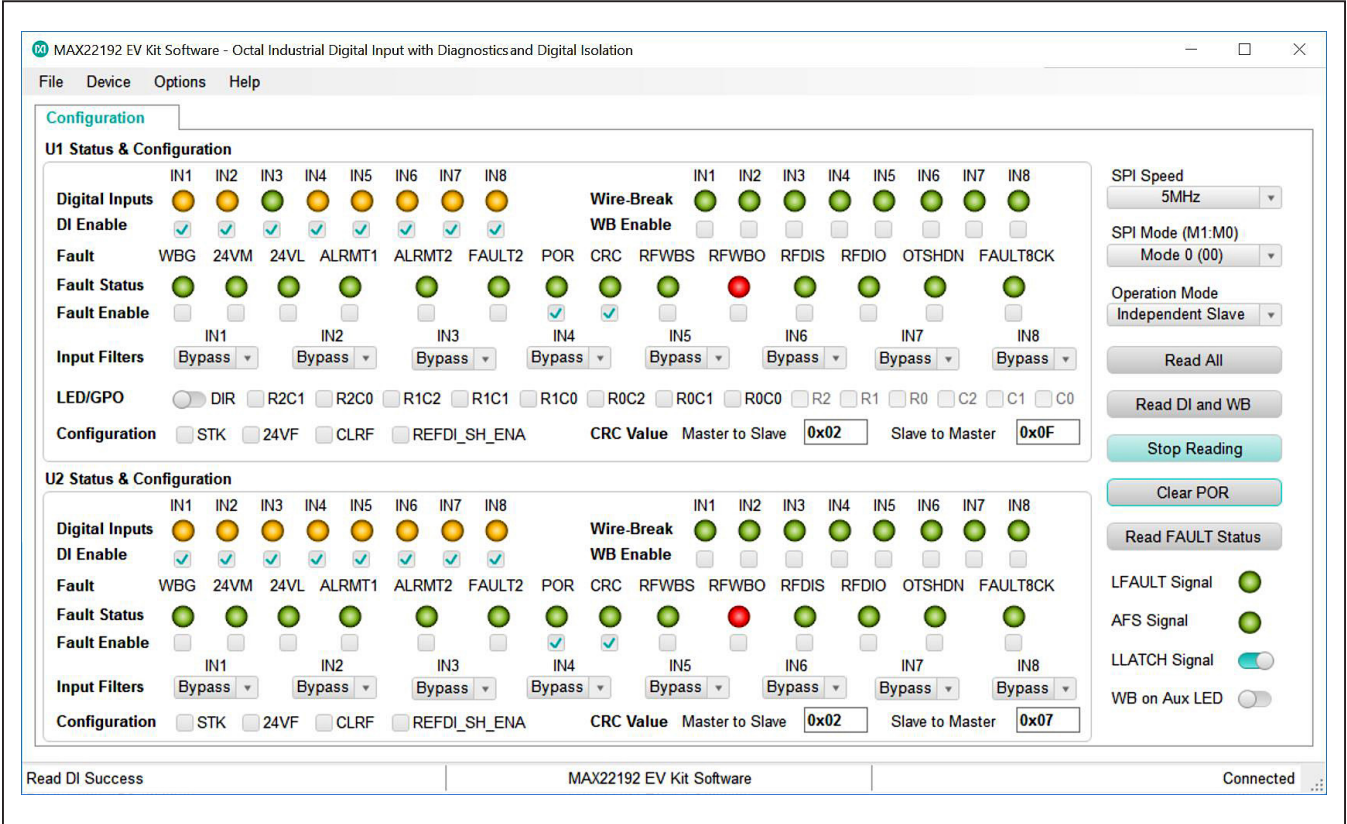 MAX22192 EV Kit Software - Octal Industrial Digital Input with Diagnostics and Digital Isolation
File Device Options Help
Configuration
U1 Status & Configuration
IN1 IN2 IN3 IN4 IN5 IN6 IN7 IN8 IN1 IN2 IN3 IN4 IN5 IN6 IN7 IN8
Digital Inputs Wire-Break
DI Enable WB Enable
Fault WBG 24VM 24VL ALRMT1 ALRMT2 FAULT2 POR CRC RFWBS RFWBO RFDIS RFDIO OTSHDN FAULT8CK
Fault Status
Fault Enable
IN1 IN2 IN3 IN4 IN5 IN6 IN7 IN8
Input Filters Bypass Bypass Bypass Bypass Bypass Bypass Bypass Bypass
LED/GPO DIR R2C1 R2C0 R1C2 R1C1 R1C0 R0C2 R0C1 R0C0 R2 R1 R0 C2 C1 C0
Configuration STK 24VF CLRF REFDI_SH_ENA CRC Value Master to Slave 0x02 Slave to Master 0x0F
U2 Status & Configuration
IN1 IN2 IN3 IN4 IN5 IN6 IN7 IN8 IN1 IN2 IN3 IN4 IN5 IN6 IN7 IN8
Digital Inputs Wire-Break
DI Enable WB Enable
Fault WBG 24VM 24VL ALRMT1 ALRMT2 FAULT2 POR CRC RFWBS RFWBO RFDIS RFDIO OTSHDN FAULT8CK
Fault Status
Fault Enable
IN1 IN2 IN3 IN4 IN5 IN6 IN7 IN8
Input Filters Bypass Bypass Bypass Bypass Bypass Bypass Bypass Bypass
Configuration STK 24VF CLRF REFDI_SH_ENA CRC Value Master to Slave 0x02 Slave to Master 0x07
SPI Speed
5MHz
SPI Mode (M1:M0)
Mode 0 (00)
Operation Mode
Independent Slave
Read All
Read DI and WB
Stop Reading
Clear POR
Read FAULT Status
LFAULT Signal
AFS Signal
LLATCH Signal
WB on Aux LED
Read DI Success MAX22192 EV Kit Software Connected